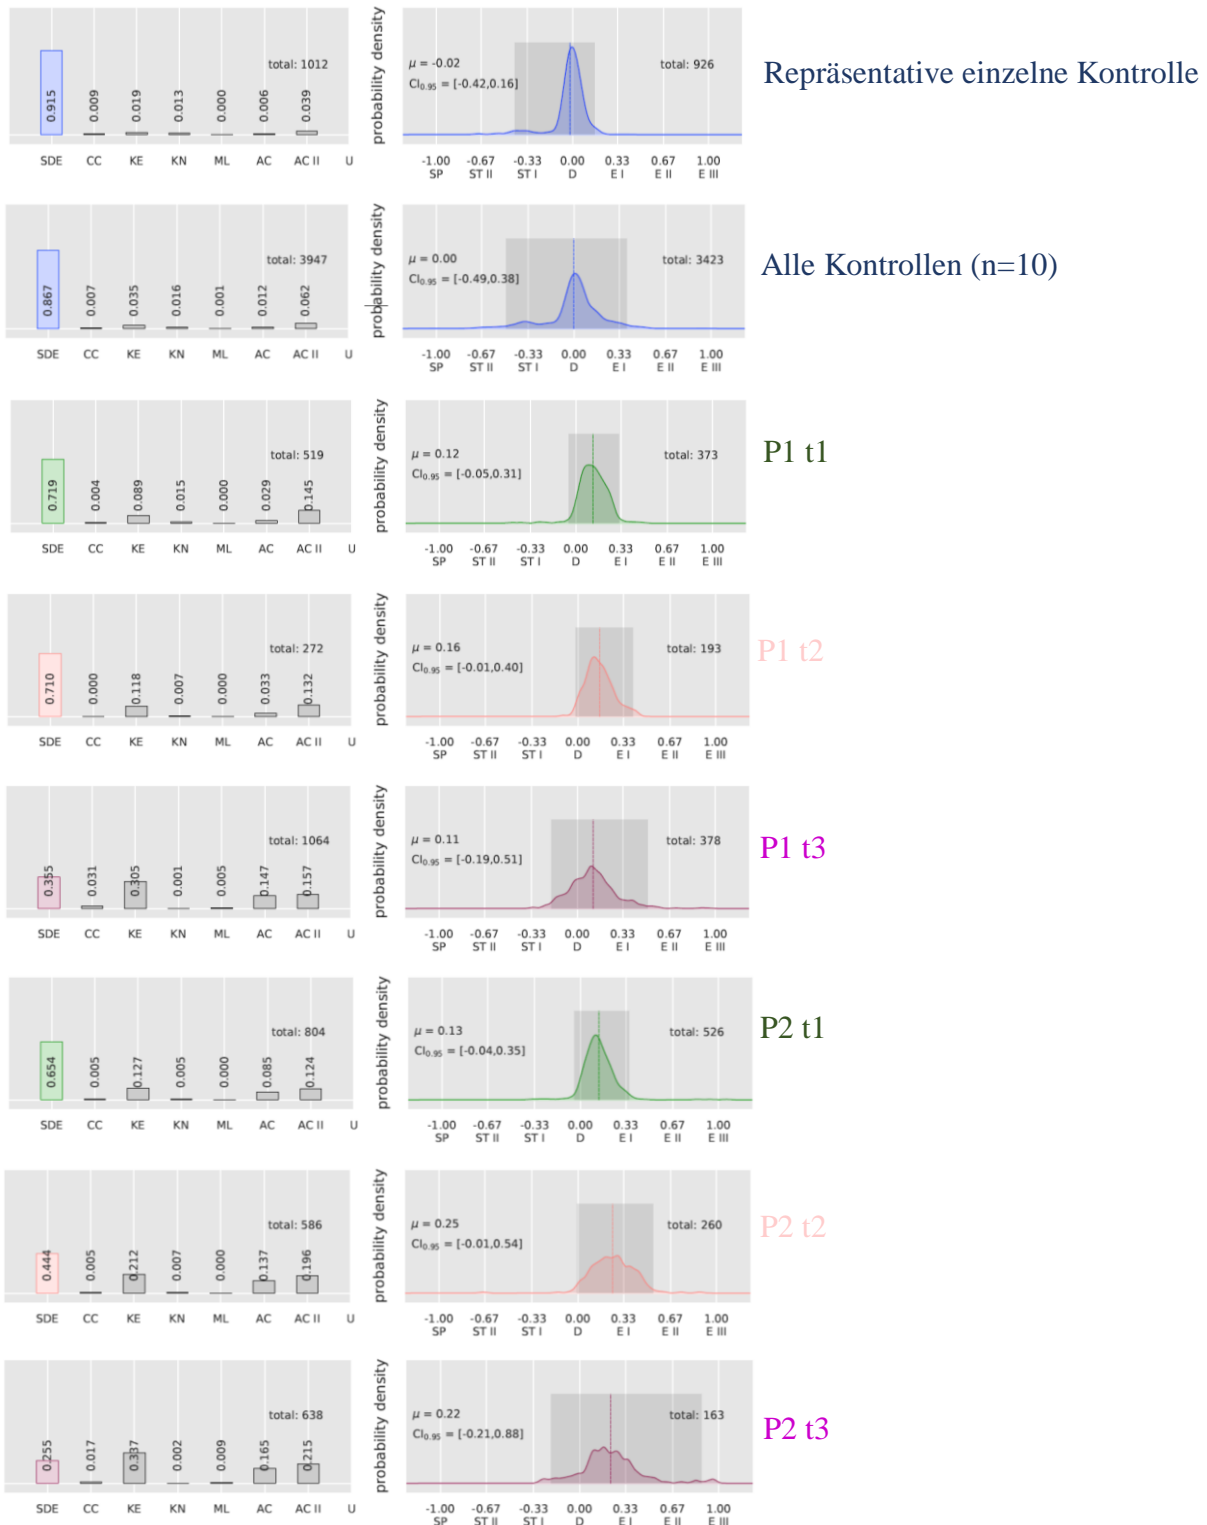 0.915 0.009 0.019 0.013 0.000 0.006 0.039
total: 1012
SDE CC KE KN ML AC AC II U
probability density
μ = -0.02
CI0.95 = [-0.42,0.16]
total: 926
-1.00 -0.67 -0.33 0.00 0.33 0.67 1.00
SP ST II ST I D E I E II E III
Repräsentative einzelne Kontrolle
0.867 0.007 0.035 0.016 0.001 0.012 0.062
total: 3947
SDE CC KE KN ML AC AC II U
probability density
μ = 0.00
CI0.95 = [-0.49,0.38]
total: 3423
-1.00 -0.67 -0.33 0.00 0.33 0.67 1.00
SP ST II ST I D E I E II E III
Alle Kontrollen (n=10)
0.719 0.004 0.089 0.015 0.000 0.029 0.145
total: 519
SDE CC KE KN ML AC AC II U
probability density
μ = 0.12
CI0.95 = [-0.05,0.31]
total: 373
-1.00 -0.67 -0.33 0.00 0.33 0.67 1.00
SP ST II ST I D E I E II E III
P1 t1
0.710 0.000 0.118 0.007 0.000 0.033 0.132
total: 272
SDE CC KE KN ML AC AC II U
probability density
μ = 0.16
CI0.95 = [-0.01,0.40]
total: 193
-1.00 -0.67 -0.33 0.00 0.33 0.67 1.00
SP ST II ST I D E I E II E III
P1 t2
0.355 0.031 0.305 0.001 0.005 0.147 0.157
total: 1064
SDE CC KE KN ML AC AC II U
probability density
μ = 0.11
CI0.95 = [-0.19,0.51]
total: 378
-1.00 -0.67 -0.33 0.00 0.33 0.67 1.00
SP ST II ST I D E I E II E III
P1 t3
0.654 0.005 0.127 0.005 0.000 0.085 0.124
total: 804
SDE CC KE KN ML AC AC II U
probability density
μ = 0.13
CI0.95 = [-0.04,0.35]
total: 526
-1.00 -0.67 -0.33 0.00 0.33 0.67 1.00
SP ST II ST I D E I E II E III
P2 t1
0.444 0.005 0.212 0.007 0.000 0.137 0.196
total: 586
SDE CC KE KN ML AC AC II U
probability density
μ = 0.25
CI0.95 = [-0.01,0.54]
total: 260
-1.00 -0.67 -0.33 0.00 0.33 0.67 1.00
SP ST II ST I D E I E II E III
P2 t2
0.255 0.017 0.337 0.002 0.009 0.165 0.215
total: 638
SDE CC KE KN ML AC AC II U
probability density
μ = 0.22
CI0.95 = [-0.21,0.88]
total: 163
-1.00 -0.67 -0.33 0.00 0.33 0.67 1.00
SP ST II ST I D E I E II E III
P2 t3